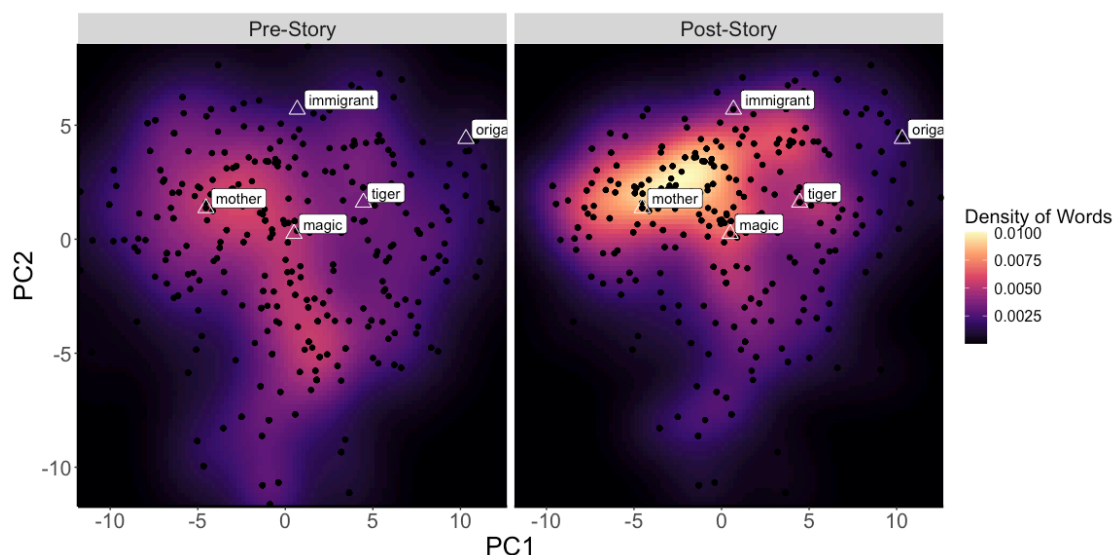 Pre-Story
Post-Story
immigrant
origa
mother
tiger
magic
immigrant
origa
mother
tiger
magic
PC2
5
0
-5
-10
-10
-5
0
5
10
-10
-5
0
5
10
PC1
Density of Words
0.0100
0.0075
0.0050
0.0025